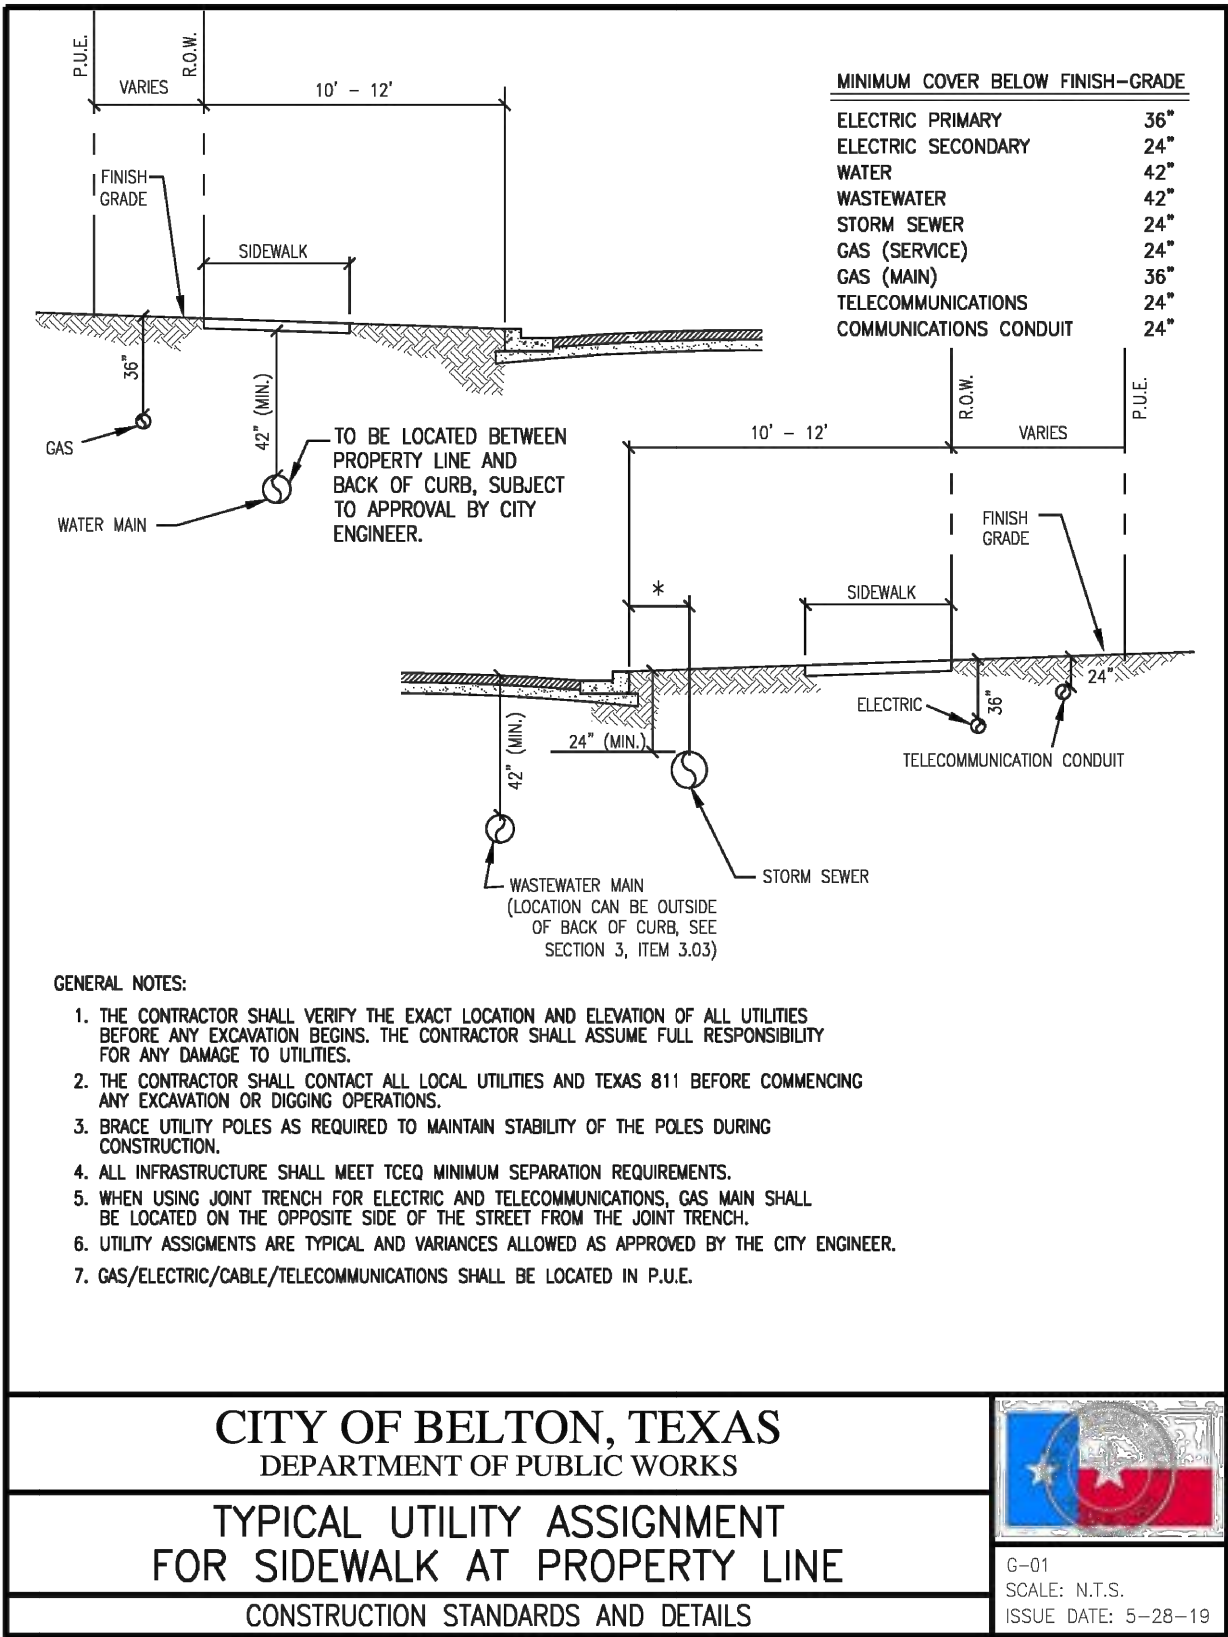 P.U.E.
R.O.W.
VARIES
10' - 12'
FINISH
GRADE
SIDEWALK
36"
42" (MIN.)
GAS
WATER MAIN
TO BE LOCATED BETWEEN
PROPERTY LINE AND
BACK OF CURB, SUBJECT
TO APPROVAL BY CITY
ENGINEER.
MINIMUM COVER BELOW FINISH-GRADE
ELECTRIC PRIMARY 36"
ELECTRIC SECONDARY 24"
WATER 42"
WASTEWATER 42"
STORM SEWER 24"
GAS (SERVICE) 24"
GAS (MAIN) 36"
TELECOMMUNICATIONS 24"
COMMUNICATIONS CONDUIT 24"
R.O.W.
P.U.E.
10' - 12'
VARIES
FINISH
GRADE
*
SIDEWALK
24"
36"
ELECTRIC
TELECOMMUNICATION CONDUIT
24" (MIN.)
42" (MIN.)
STORM SEWER
WASTEWATER MAIN
(LOCATION CAN BE OUTSIDE
OF BACK OF CURB, SEE
SECTION 3, ITEM 3.03)
GENERAL NOTES:
1. THE CONTRACTOR SHALL VERIFY THE EXACT LOCATION AND ELEVATION OF ALL UTILITIES
BEFORE ANY EXCAVATION BEGINS. THE CONTRACTOR SHALL ASSUME FULL RESPONSIBILITY
FOR ANY DAMAGE TO UTILITIES.
2. THE CONTRACTOR SHALL CONTACT ALL LOCAL UTILITIES AND TEXAS 811 BEFORE COMMENCING
ANY EXCAVATION OR DIGGING OPERATIONS.
3. BRACE UTILITY POLES AS REQUIRED TO MAINTAIN STABILITY OF THE POLES DURING
CONSTRUCTION.
4. ALL INFRASTRUCTURE SHALL MEET TCEQ MINIMUM SEPARATION REQUIREMENTS.
5. WHEN USING JOINT TRENCH FOR ELECTRIC AND TELECOMMUNICATIONS, GAS MAIN SHALL
BE LOCATED ON THE OPPOSITE SIDE OF THE STREET FROM THE JOINT TRENCH.
6. UTILITY ASSIGMENTS ARE TYPICAL AND VARIANCES ALLOWED AS APPROVED BY THE CITY ENGINEER.
7. GAS/ELECTRIC/CABLE/TELECOMMUNICATIONS SHALL BE LOCATED IN P.U.E.
CITY OF BELTON, TEXAS
DEPARTMENT OF PUBLIC WORKS
TYPICAL UTILITY ASSIGNMENT
FOR SIDEWALK AT PROPERTY LINE
CONSTRUCTION STANDARDS AND DETAILS
G-01
SCALE: N.T.S.
ISSUE DATE: 5-28-19